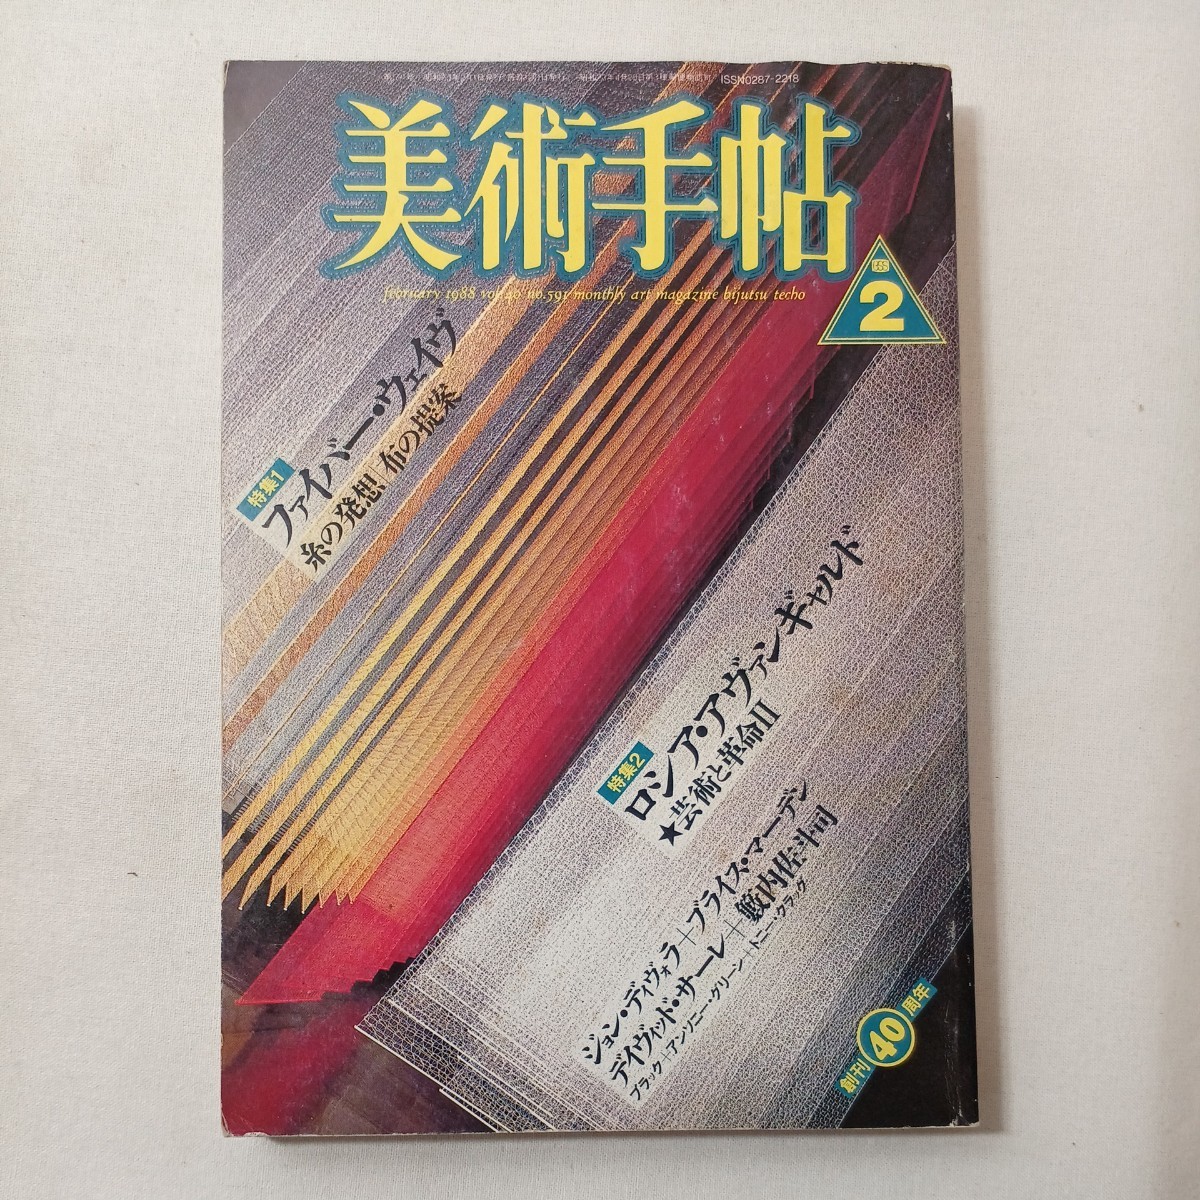 ISSN0287-2218
美術手帖
february 1988 vol.40 no.591 monthly art magazine bijutsu techo
2
特集1
ファイバー・ウェイヴ
糸の発想、布の提案
特集2
ロシア・アヴァンギャルド
★芸術と革命II
ジョン・ディヴォラ+ブライス・マーデン
デイヴィッド・サーレ+籔内佐斗司
ブラック+アンソニー・グリーン+トニー・クラッグ
創刊40周年